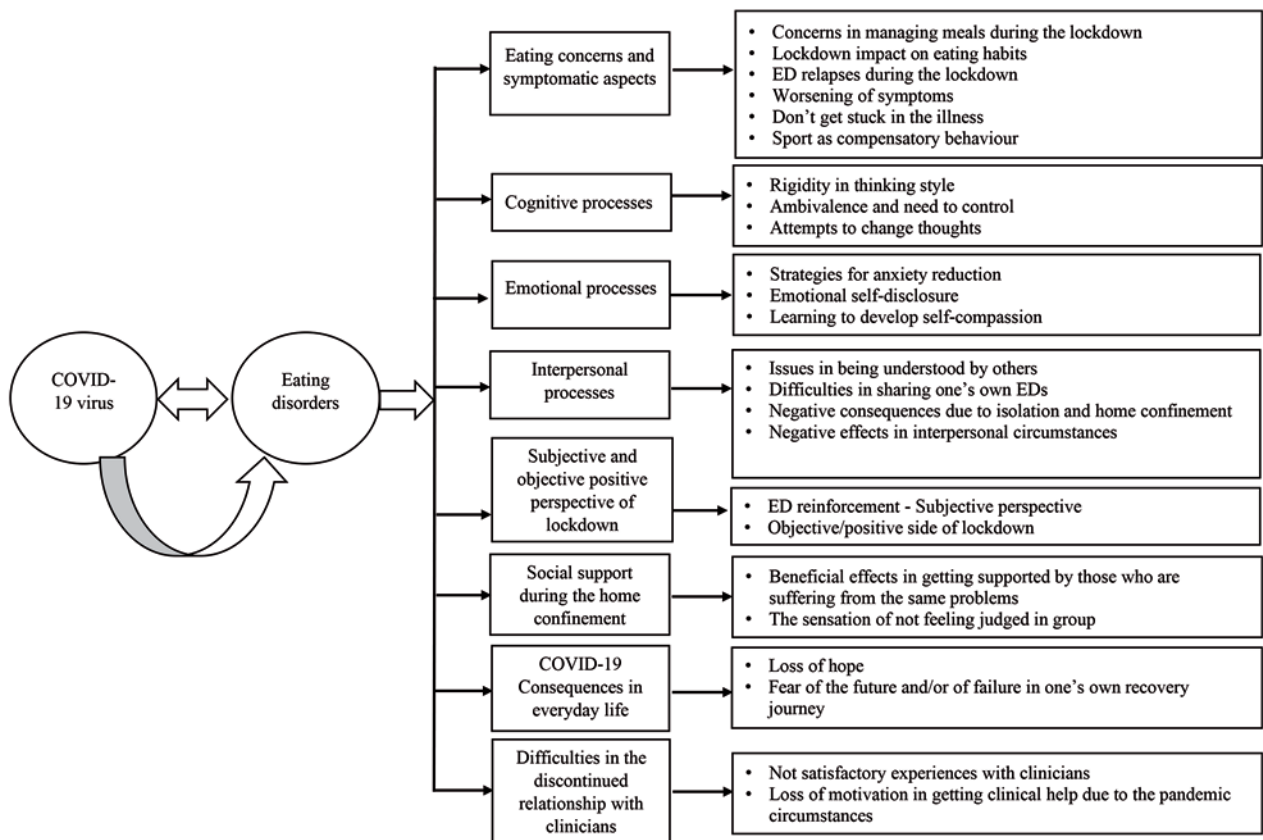 COVID-
19 virus
Eating
disorders
Eating concerns and
symptomatic aspects
• Concerns in managing meals during the lockdown
• Lockdown impact on eating habits
• ED relapses during the lockdown
• Worsening of symptoms
• Don’t get stuck in the illness
• Sport as compensatory behaviour
Cognitive processes
• Rigidity in thinking style
• Ambivalence and need to control
• Attempts to change thoughts
Emotional processes
• Strategies for anxiety reduction
• Emotional self-disclosure
• Learning to develop self-compassion
Interpersonal
processes
• Issues in being understood by others
• Difficulties in sharing one’s own EDs
• Negative consequences due to isolation and home confinement
• Negative effects in interpersonal circumstances
Subjective and
objective positive
perspective of
lockdown
• ED reinforcement - Subjective perspective
• Objective/positive side of lockdown
Social support
during the home
confinement
• Beneficial effects in getting supported by those who are
suffering from the same problems
• The sensation of not feeling judged in group
COVID-19
Consequences in
everyday life
• Loss of hope
• Fear of the future and/or of failure in one’s own recovery
journey
Difficulties in the
discontinued
relationship with
clinicians
• Not satisfactory experiences with clinicians
• Loss of motivation in getting clinical help due to the pandemic
circumstances